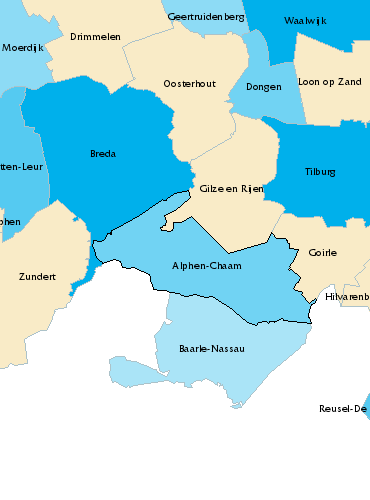 Geertruidenberg
Waalwijk
Drimmelen
Moerdijk
Oosterhout
Loon op Zand
Dongen
Breda
tten-Leur
Tilburg
Gilze en Rijen
phen
Goirle
Alphen-Chaam
Zundert
Hilvarenb
Baarle-Nassau
Reusel-De